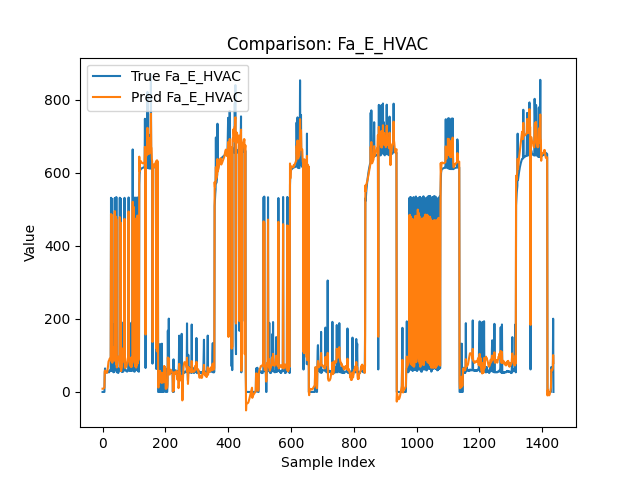 Comparison: Fa_E_HVAC
True Fa_E_HVAC
Pred Fa_E_HVAC
Value
800
600
400
200
0
0 200 400 600 800 1000 1200 1400
Sample Index